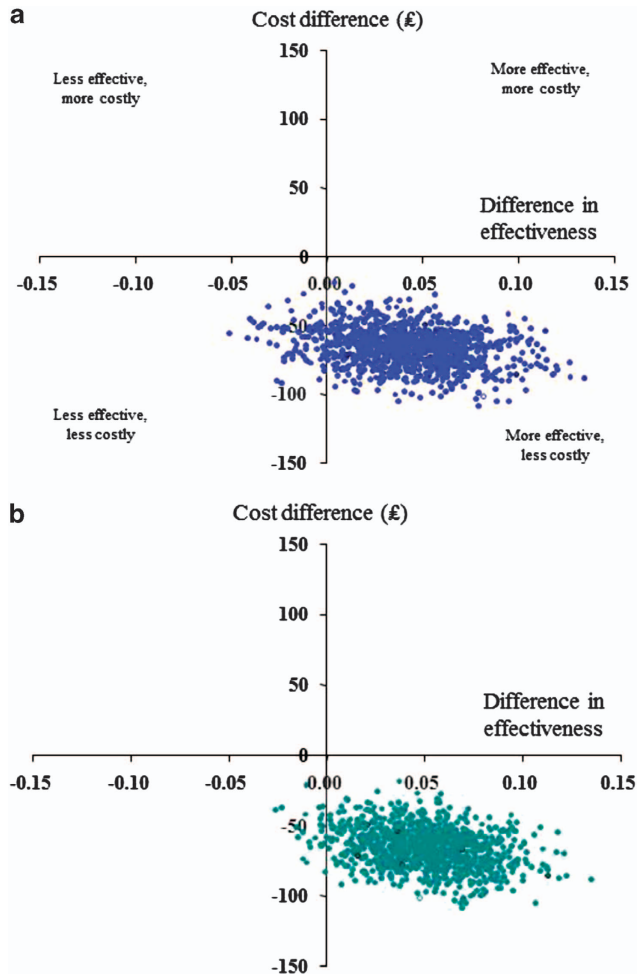 a
Cost difference (₤)
150
Less effective,
more costly
More effective,
more costly
100
50
Difference in
effectiveness
0
-0.15 -0.10 -0.05 0.00 0.05 0.10 0.15
-50
-100
Less effective,
less costly
More effective,
less costly
-150
b
Cost difference (₤)
150
100
50
Difference in
effectiveness
0
-0.15 -0.10 -0.05 0.00 0.05 0.10 0.15
-50
-100
-150